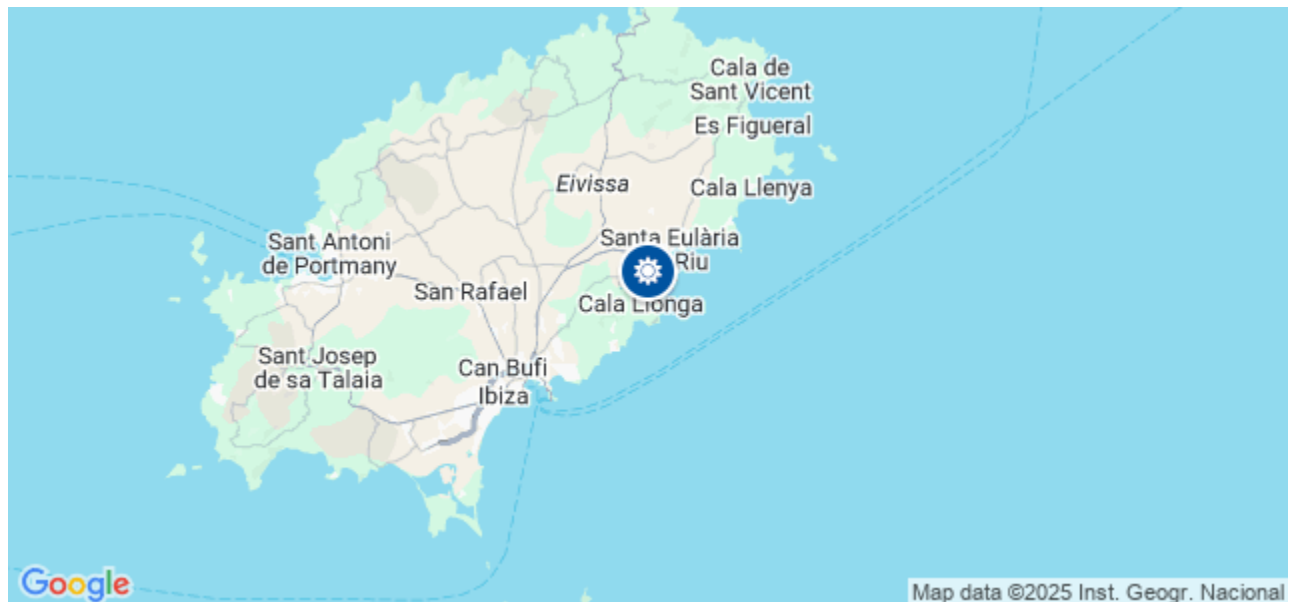 Cala de
Sant Vicent
Es Figueral
Eivissa
Cala Llenya
Santa Eulària
Riu
Sant Antoni
de Portmany
San Rafael
Cala Llonga
Sant Josep
de sa Talaia
Can Bufi
Ibiza
Google
Map data ©2025 Inst. Geogr. Nacional